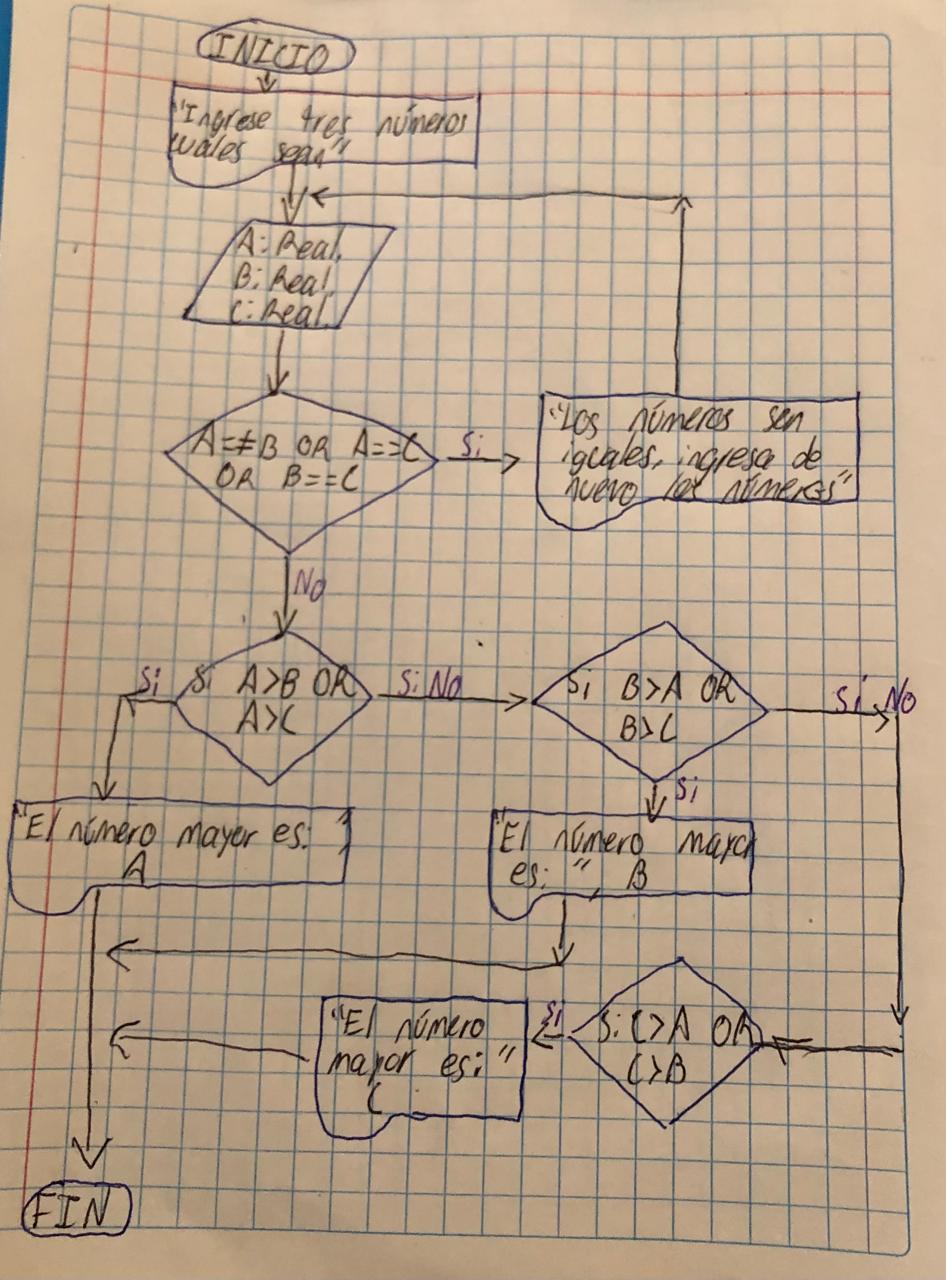 INICIO
"Ingrese tres números
cuales sean"
A: Real.
B: Real.
C: Real.
A=≠B OR A==C
OR B==C
Si
"Los números son
iguales, ingresa de
nuevo los números"
No
Si
Si A>B OR
A>C
Si No
Si B>A OR
B>C
Si No
Si
"El número mayor es: "
A
"El número mayor
es: ", B
Si C>A OR
C>B
Si
"El número
mayor es: "
C
FIN